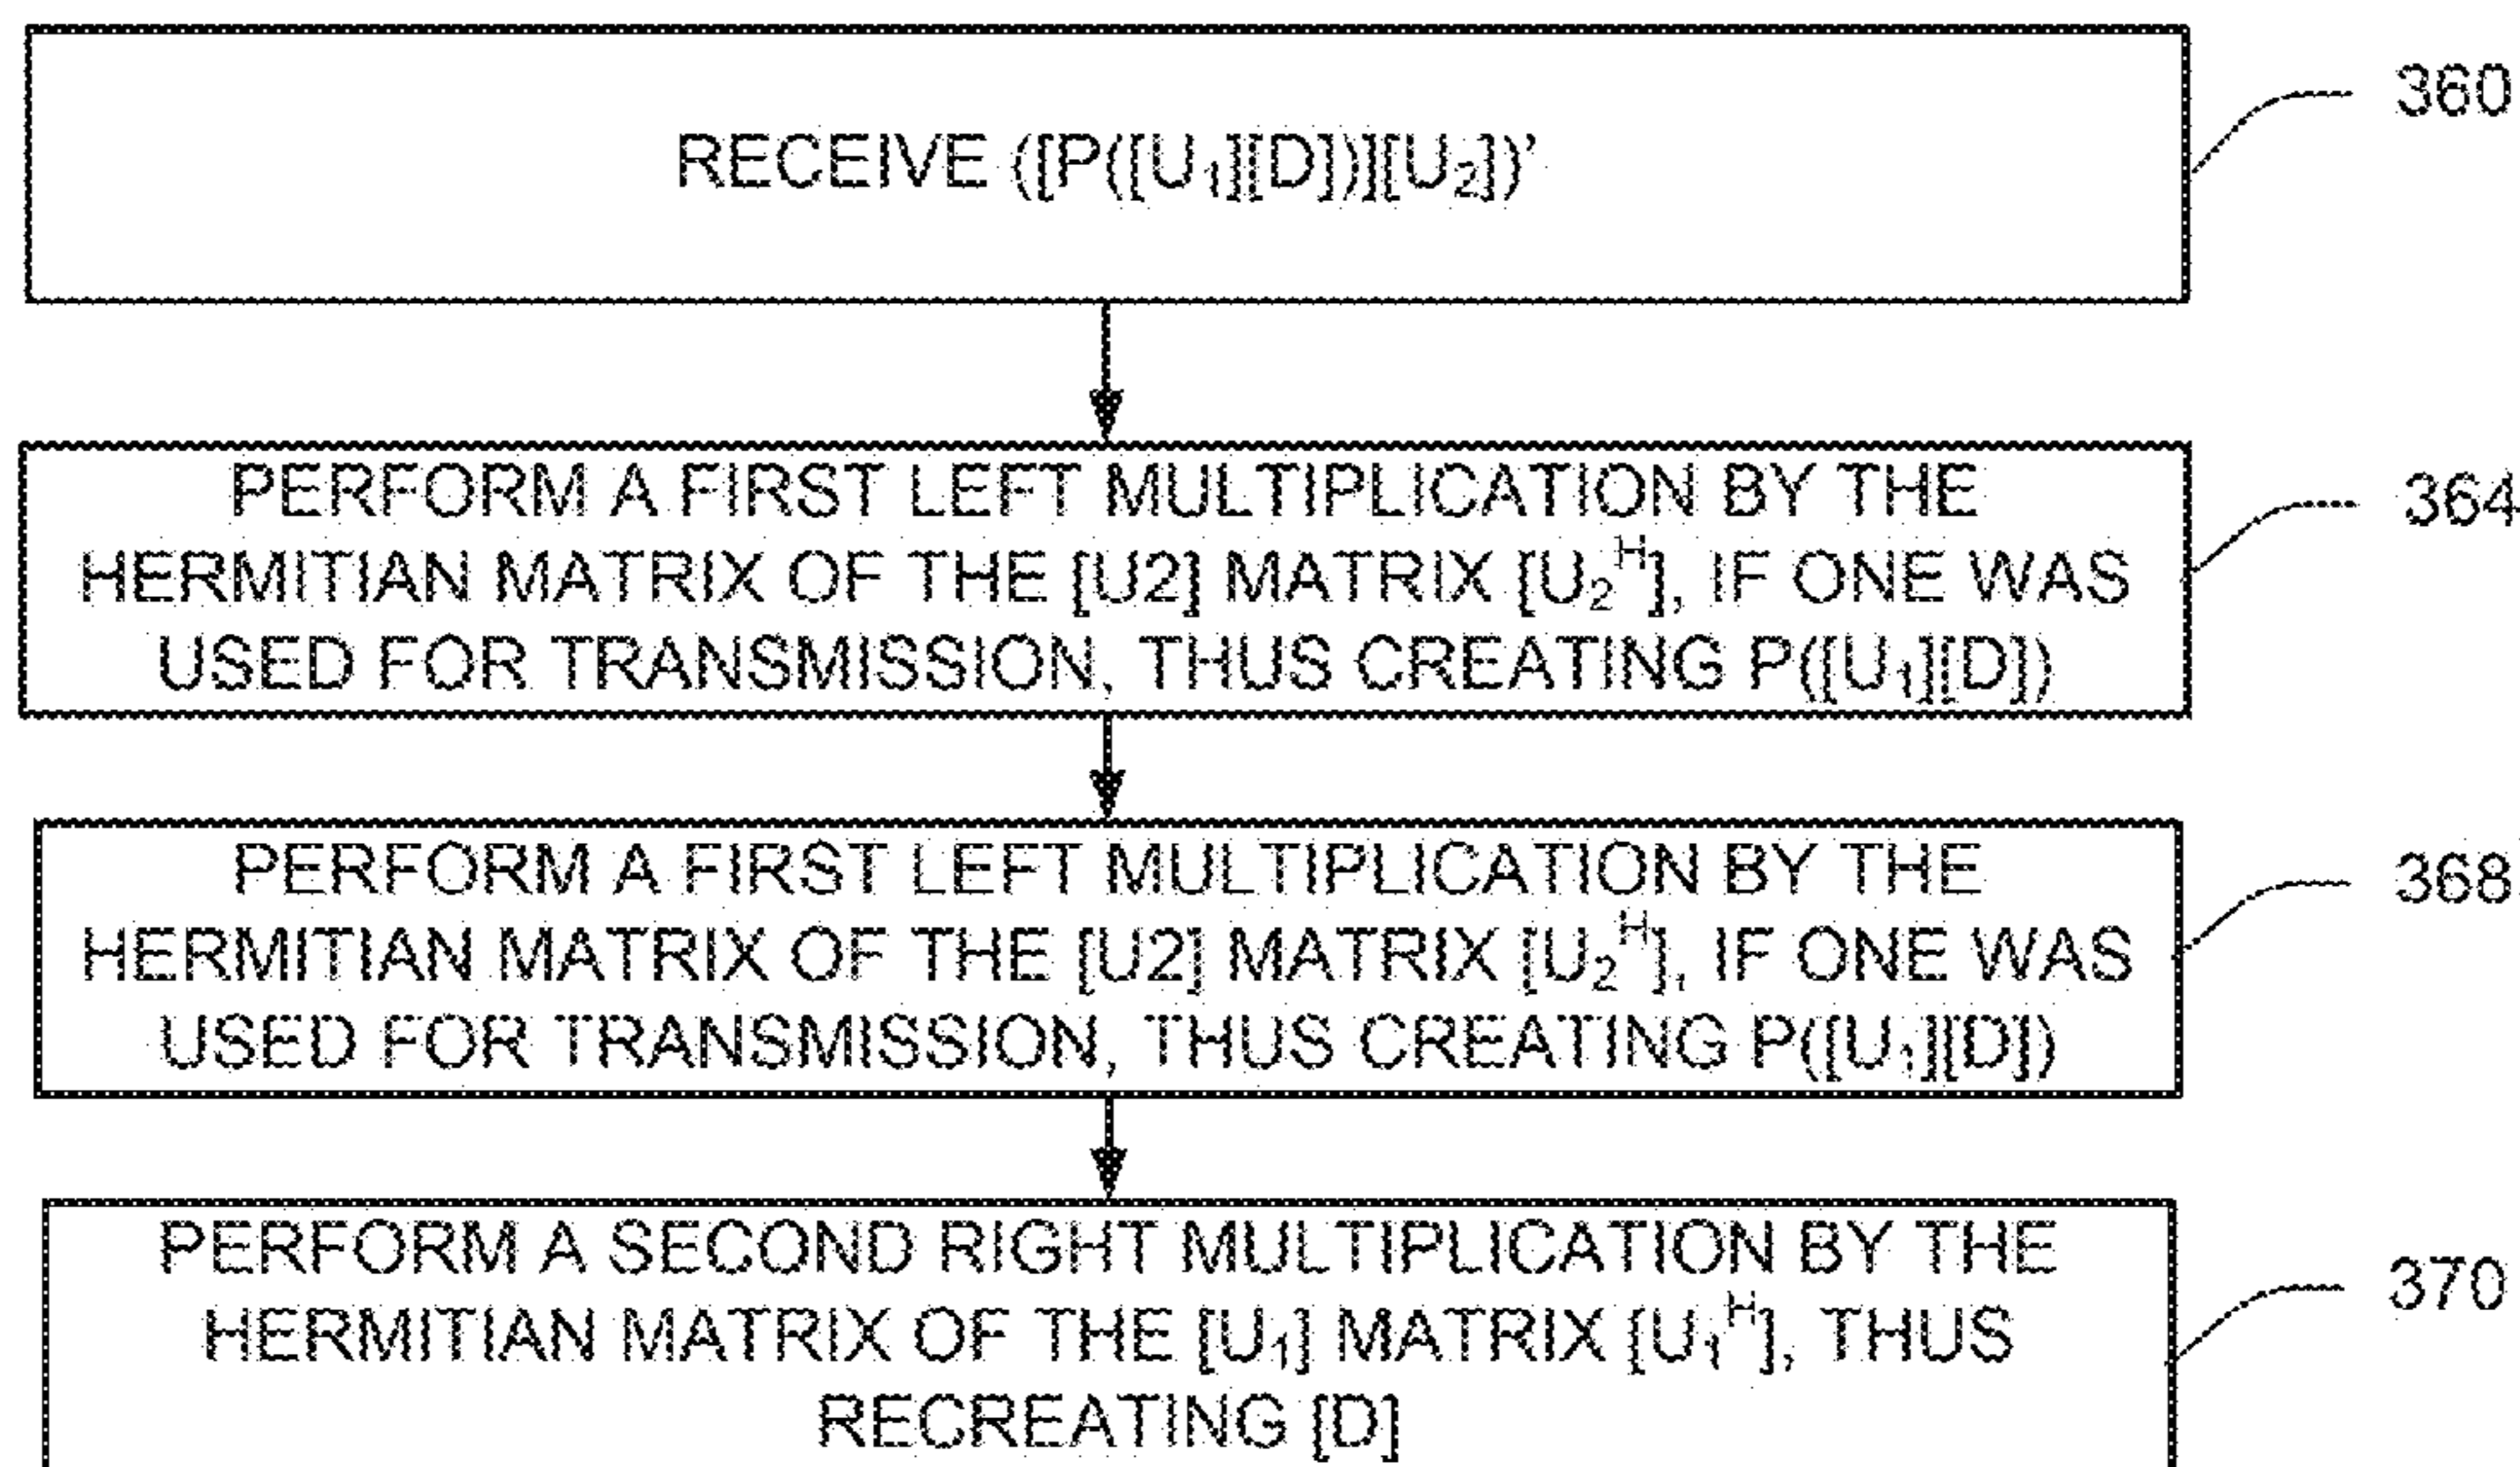 RECEIVE ([P([U₁][D])][U₂])’
360
PERFORM A FIRST LEFT MULTIPLICATION BY THE
HERMITIAN MATRIX OF THE [U2] MATRIX [U₂ᴴ], IF ONE WAS
USED FOR TRANSMISSION, THUS CREATING P([U₁][D])
364
PERFORM A FIRST LEFT MULTIPLICATION BY THE
HERMITIAN MATRIX OF THE [U2] MATRIX [U₂ᴴ], IF ONE WAS
USED FOR TRANSMISSION, THUS CREATING P([U₁][D])
368
PERFORM A SECOND RIGHT MULTIPLICATION BY THE
HERMITIAN MATRIX OF THE [U₁] MATRIX [U₁ᴴ], THUS
RECREATING [D]
370